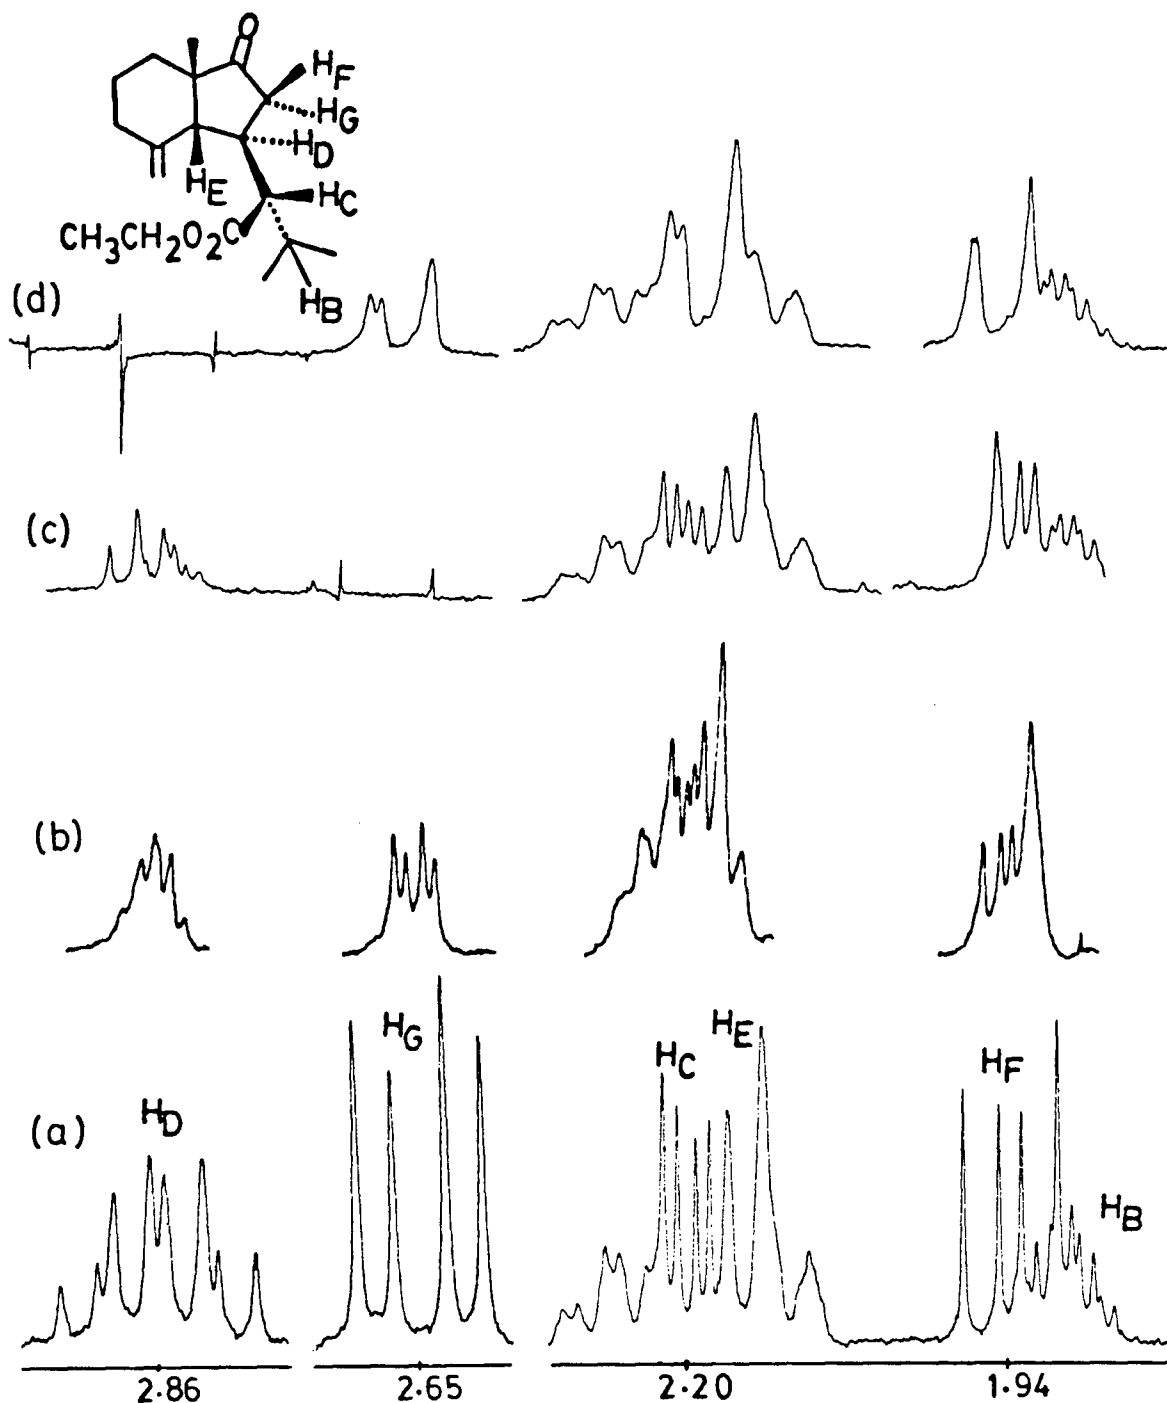 O
H_F
H_G
H_D
H_E
H_C
CH_3CH_2O_2C
H_B
(d)
(c)
(b)
(a)
H_D
H_G
H_C
H_E
H_F
H_B
2·86
2·65
2·20
1·94